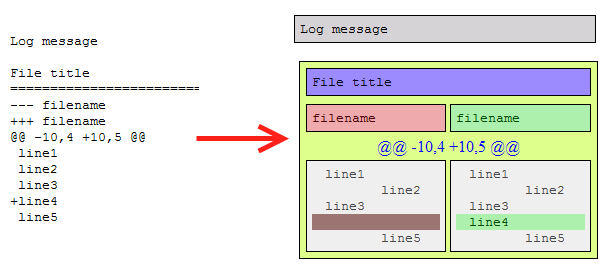 Log message
File title
========================
--- filename
+++ filename
@@ -10,4 +10,5 @@
 line1
 line2
 line3
+line4
 line5
Log message
File title
filename filename
@@ -10,4 +10,5 @@
line1 line1
line2 line2
line3 line3
line4
line5 line5